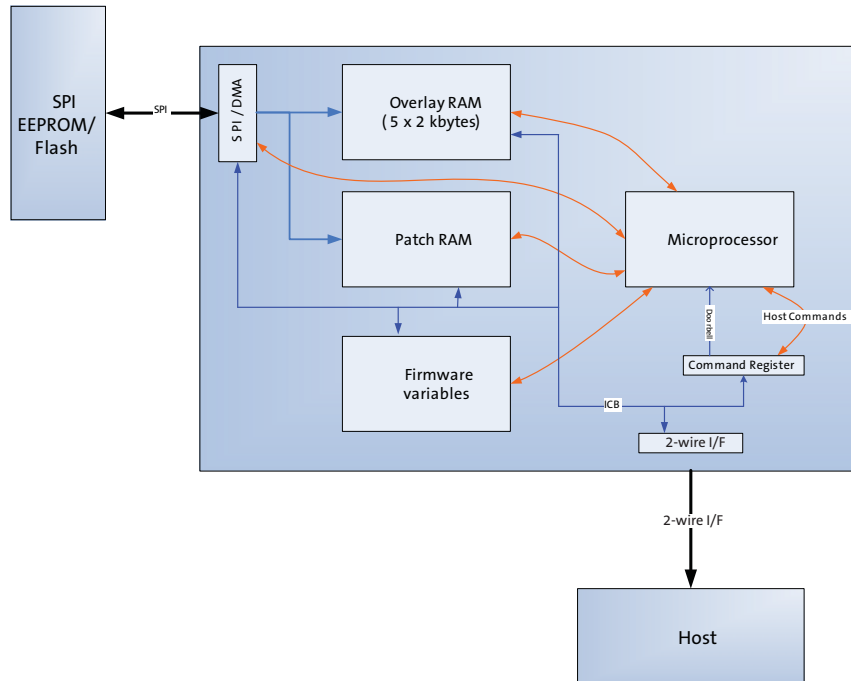 SPI
EEPROM/
Flash
SPI
SPI / DMA
Overlay RAM
( 5 x 2 kbytes)
Patch RAM
Microprocessor
Doorbell
Host Commands
Command Register
Firmware
variables
ICB
2-wire I/F
2-wire I/F
Host